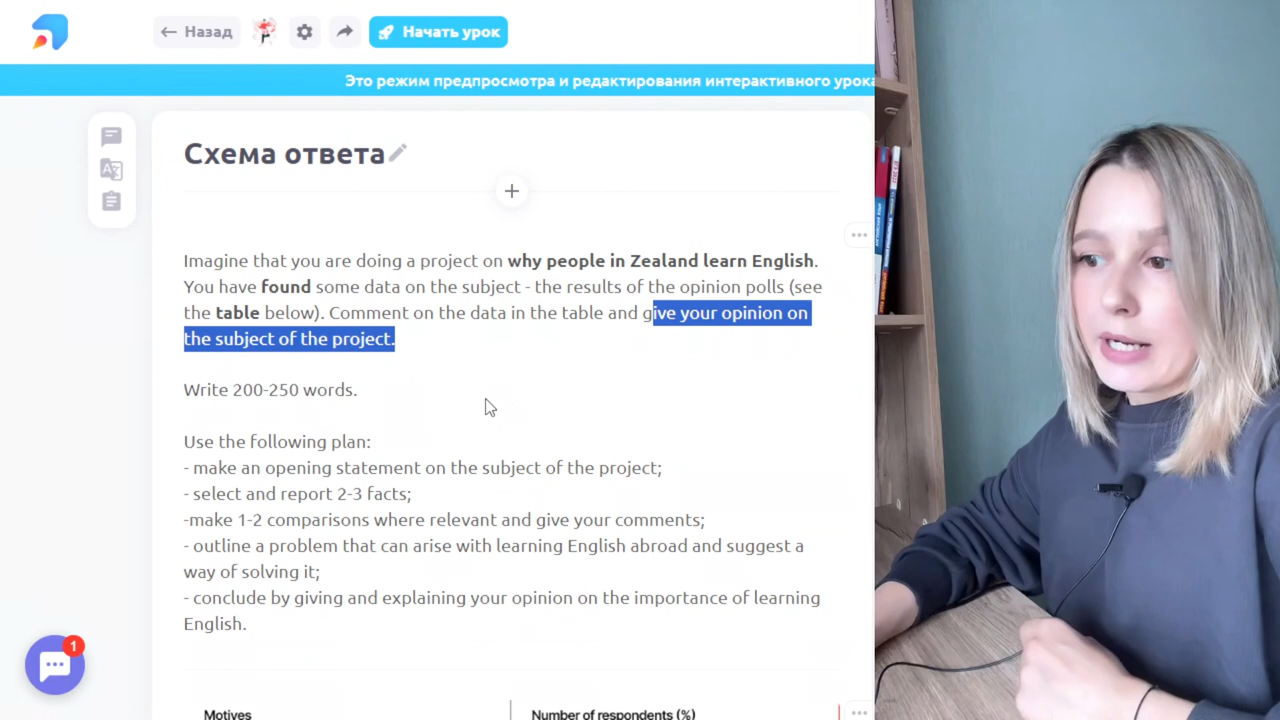 Назад
Начать урок
Это режим предпросмотра и редактирования интерактивного урока
Схема ответа
Imagine that you are doing a project on why people in Zealand learn English.
You have found some data on the subject - the results of the opinion polls (see
the table below). Comment on the data in the table and give your opinion on
the subject of the project.
Write 200-250 words.
Use the following plan:
- make an opening statement on the subject of the project;
- select and report 2-3 facts;
-make 1-2 comparisons where relevant and give your comments;
- outline a problem that can arise with learning English abroad and suggest a
way of solving it;
- conclude by giving and explaining your opinion on the importance of learning
English.
1
Motives
Number of respondents (%)